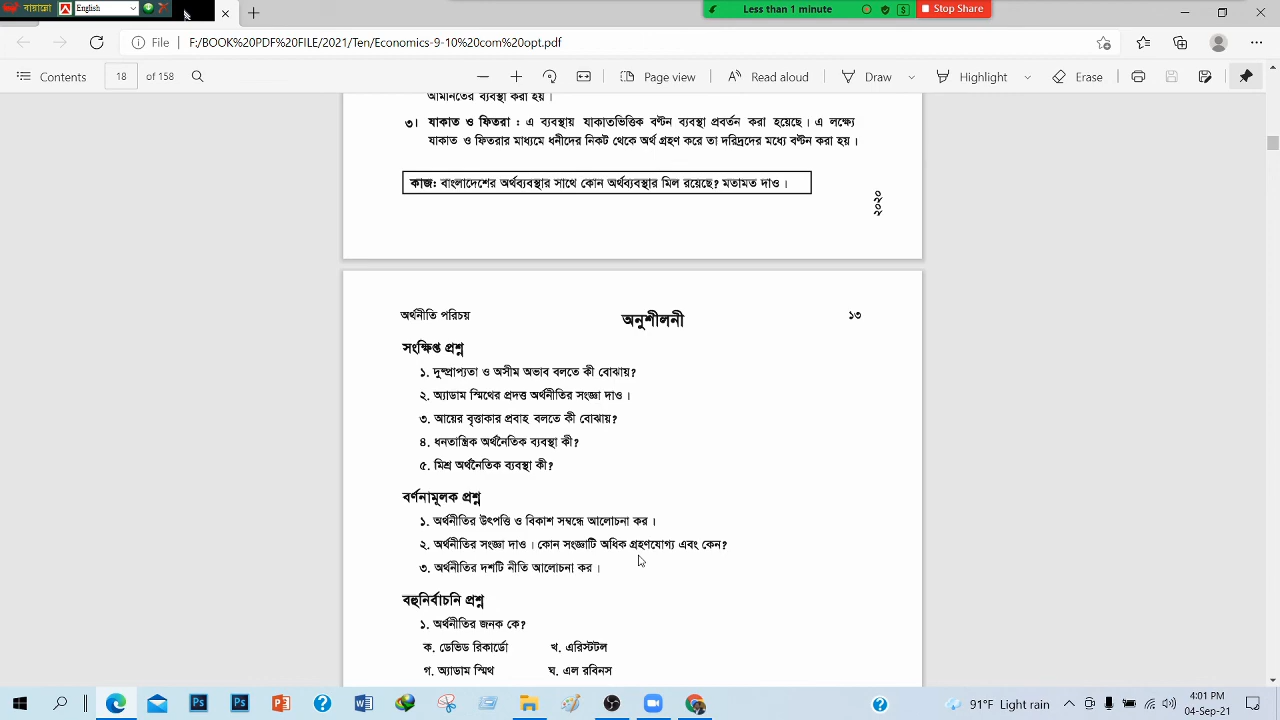 বায়ান্নো English
Less than 1 minute
Stop Share
File F:/BOOK%20PDF%20FILE/2021/Ten/Economics-9-10%20com%20opt.pdf
Contents 18 of 158 Page view Read aloud Draw Highlight Erase
আমানতের ব্যবস্থা করা হয়।
৩। যাকাত ও ফিতরা : এ ব্যবস্থায় যাকাতভিত্তিক বণ্টন ব্যবস্থা প্রবর্তন করা হয়েছে। এ লক্ষ্যে
যাকাত ও ফিতরার মাধ্যমে ধনীদের নিকট থেকে অর্থ গ্রহণ করে তা দরিদ্রদের মধ্যে বণ্টন করা হয়।
কাজ: বাংলাদেশের অর্থব্যবস্থার সাথে কোন অর্থব্যবস্থার মিল রয়েছে? মতামত দাও।
২০২০
অর্থনীতি পরিচয় অনুশীলনী ১৩
সংক্ষিপ্ত প্রশ্ন
১. দুষ্প্রাপ্যতা ও অসীম অভাব বলতে কী বোঝায়?
২. অ্যাডাম স্মিথের প্রদত্ত অর্থনীতির সংজ্ঞা দাও।
৩. আয়ের বৃত্তাকার প্রবাহ বলতে কী বোঝায়?
৪. ধনতান্ত্রিক অর্থনৈতিক ব্যবস্থা কী?
৫. মিশ্র অর্থনৈতিক ব্যবস্থা কী?
বর্ণনামূলক প্রশ্ন
১. অর্থনীতির উৎপত্তি ও বিকাশ সম্বন্ধে আলোচনা কর।
২. অর্থনীতির সংজ্ঞা দাও। কোন সংজ্ঞাটি অধিক গ্রহণযোগ্য এবং কেন?
৩. অর্থনীতির দশটি নীতি আলোচনা কর।
বহুনির্বাচনি প্রশ্ন
১. অর্থনীতির জনক কে?
ক. ডেভিড রিকার্ডো খ. এরিস্টটল
গ. অ্যাডাম স্মিথ ঘ. এল রবিনস
91°F Light rain
4:01 PM
04-Sep-21